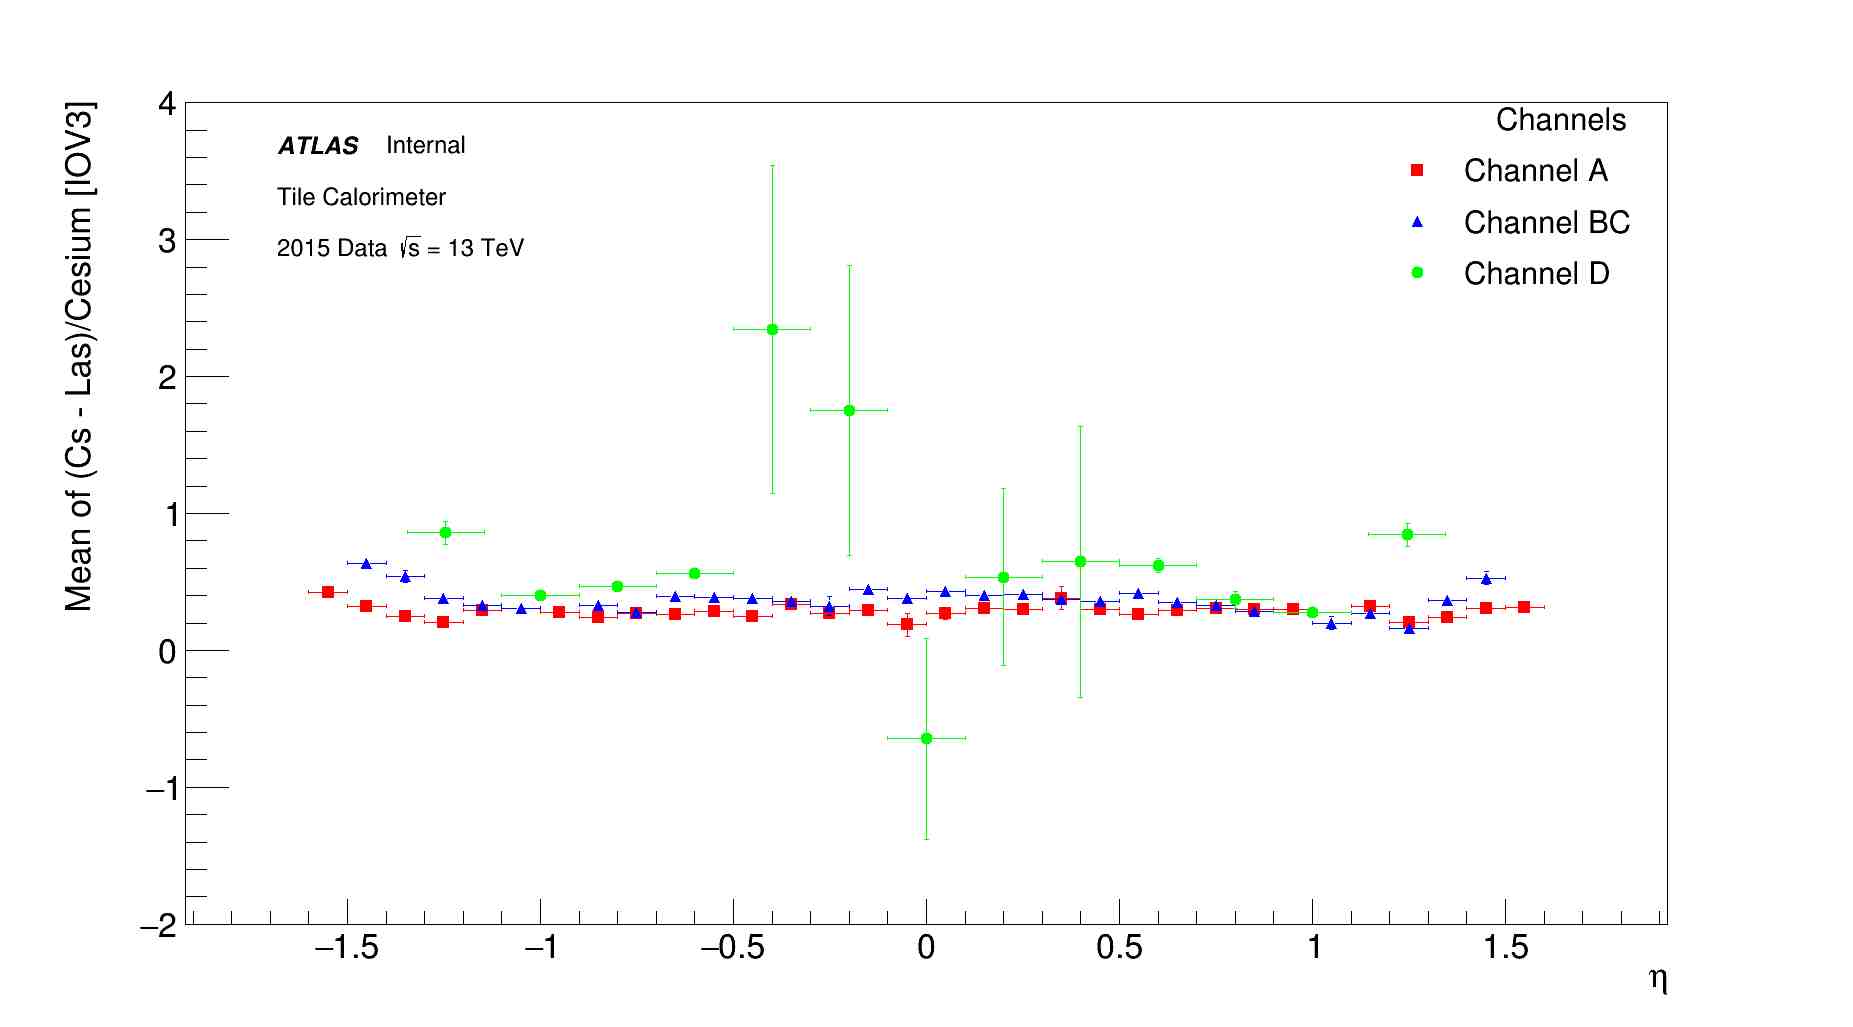 Mean of (Cs - Las)/Cesium [IOV3]
4
3
2
1
0
−1
−2
ATLAS Internal
Tile Calorimeter
2015 Data √s = 13 TeV
Channels
Channel A
Channel BC
Channel D
−1.5 −1 −0.5 0 0.5 1 1.5
η